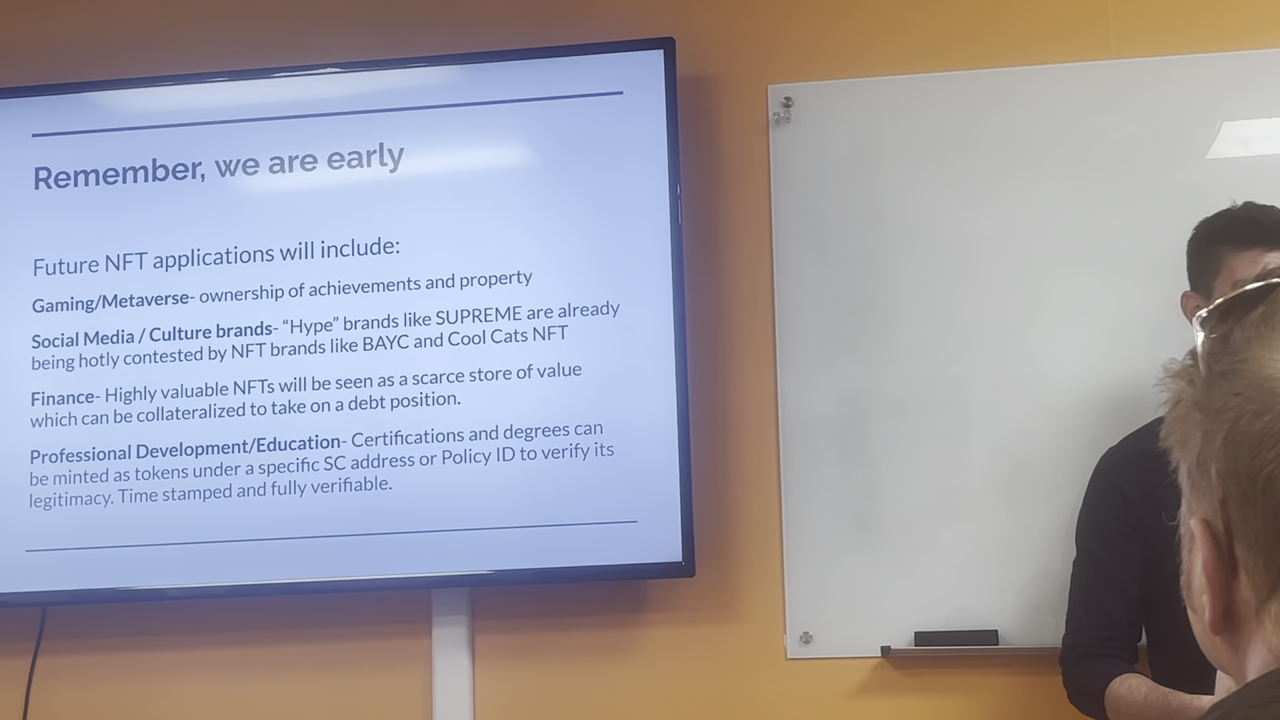 Remember, we are early
Future NFT applications will include:
Gaming/Metaverse- ownership of achievements and property
Social Media / Culture brands- “Hype” brands like SUPREME are already
being hotly contested by NFT brands like BAYC and Cool Cats NFT
Finance- Highly valuable NFTs will be seen as a scarce store of value
which can be collateralized to take on a debt position.
Professional Development/Education- Certifications and degrees can
be minted as tokens under a specific SC address or Policy ID to verify its
legitimacy. Time stamped and fully verifiable.